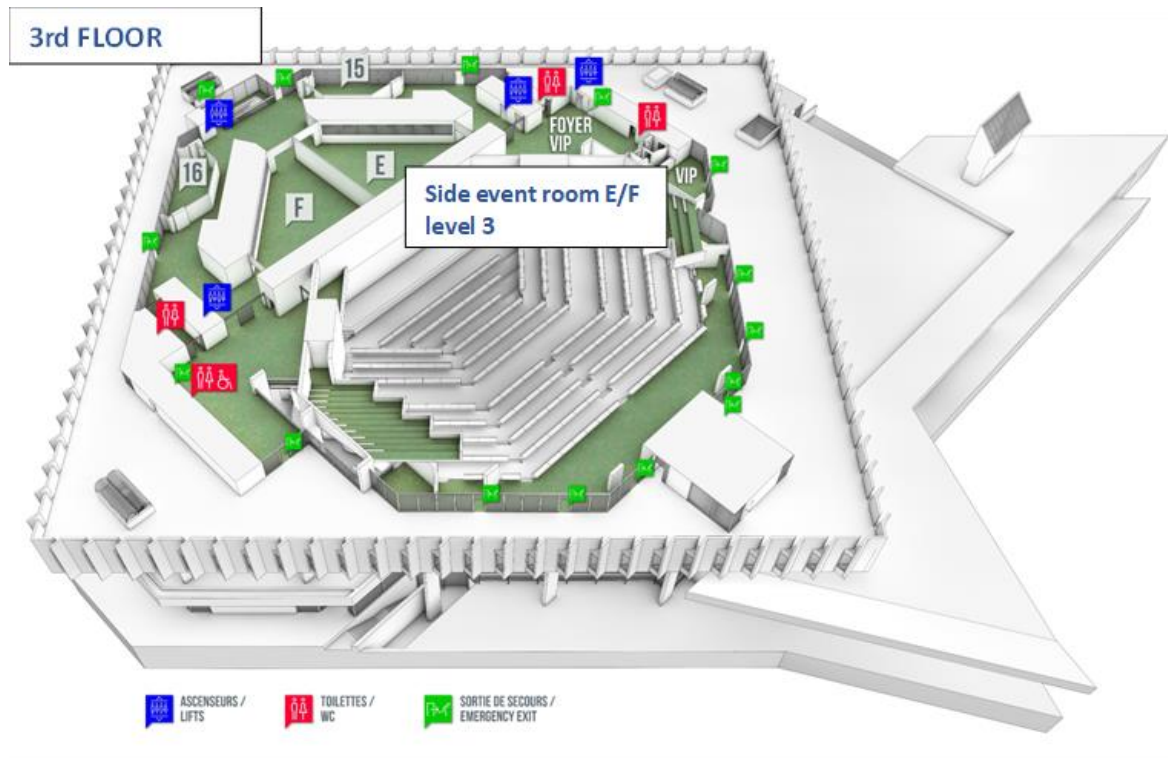 3rd FLOOR
15
FOYER
VIP
16
E
VIP
Side event room E/F
level 3
F
ASCENSEURS /
LIFTS
TOILETTES /
WC
SORTIE DE SECOURS /
EMERGENCY EXIT